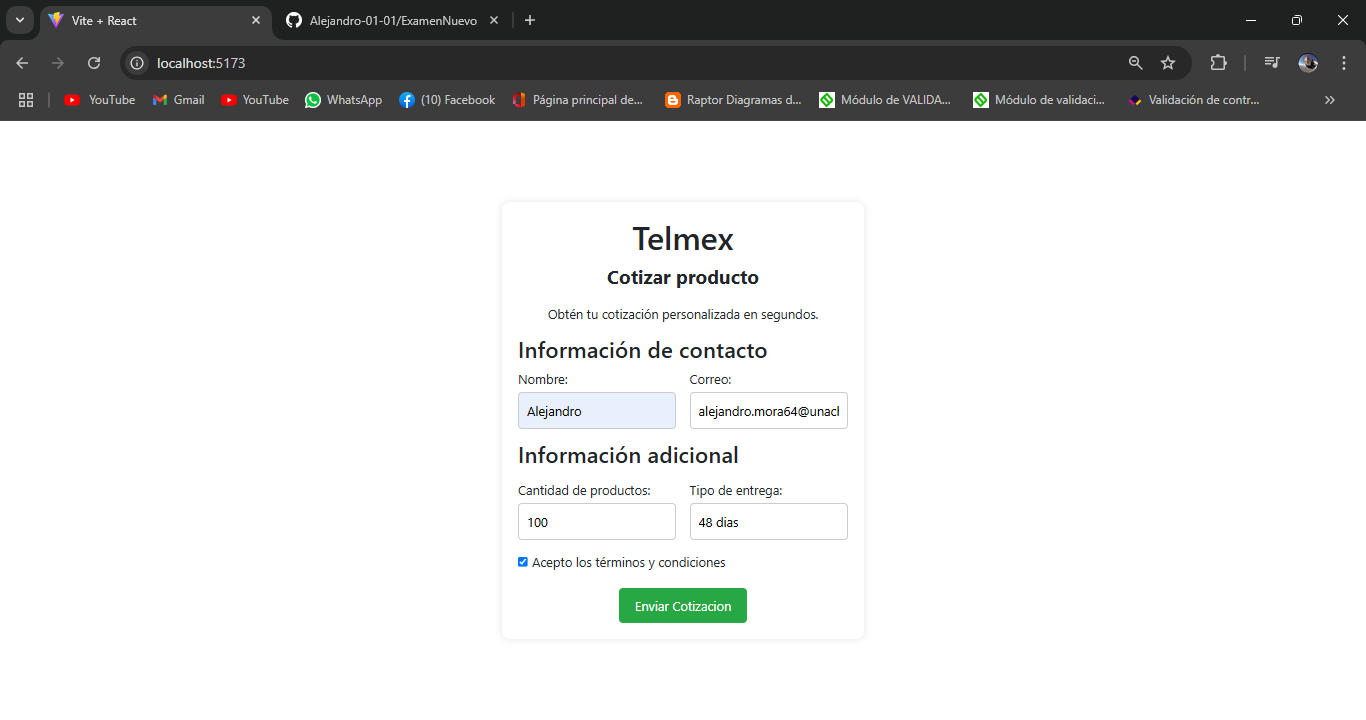 Vite + React
Alejandro-01-01/ExamenNuevo
localhost:5173
YouTube
Gmail
YouTube
WhatsApp
(10) Facebook
Página principal de...
Raptor Diagramas d...
Módulo de VALIDA...
Módulo de validaci...
Validación de contr...
Telmex
Cotizar producto
Obtén tu cotización personalizada en segundos.
Información de contacto
Nombre: Correo:
Alejandro alejandro.mora64@unacl
Información adicional
Cantidad de productos: Tipo de entrega:
100 48 dias
Acepto los términos y condiciones
Enviar Cotizacion